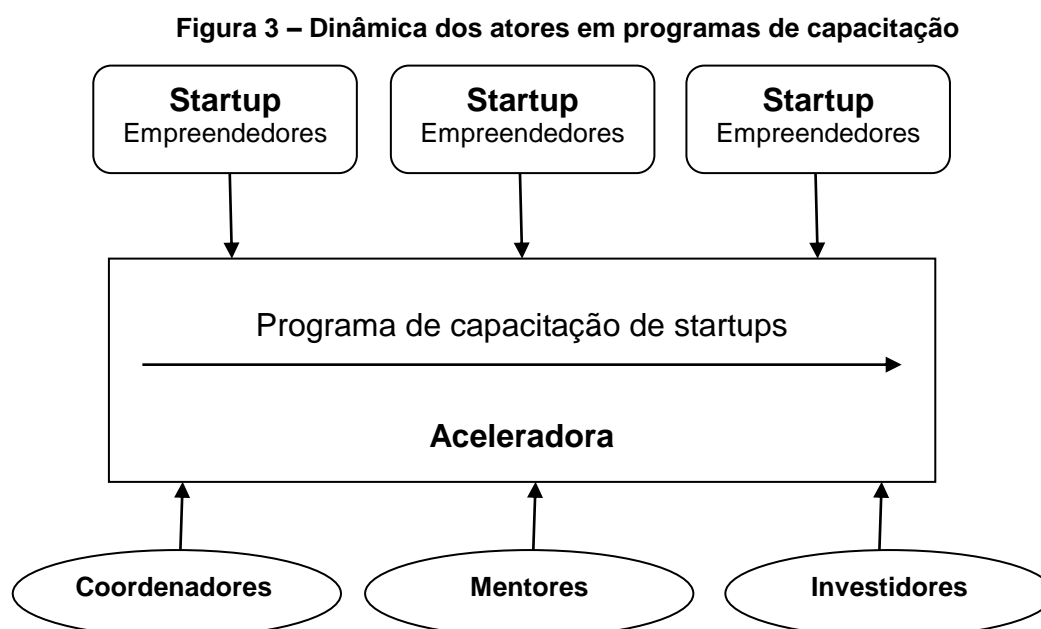 Figura 3 – Dinâmica dos atores em programas de capacitação
Startup
Empreendedores
Startup
Empreendedores
Startup
Empreendedores
Programa de capacitação de startups
Aceleradora
Coordenadores
Mentores
Investidores